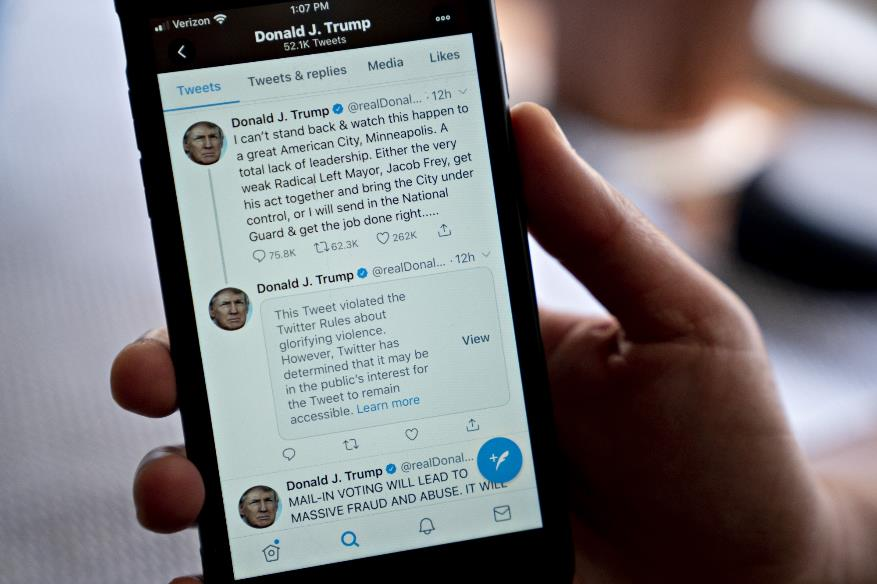 Verizon 1:07 PM
Donald J. Trump
52.1K Tweets
Tweets Tweets & replies Media Likes
Donald J. Trump @realDonal... · 12h
I can't stand back & watch this happen to
a great American City, Minneapolis. A
total lack of leadership. Either the very
weak Radical Left Mayor, Jacob Frey, get
his act together and bring the City under
control, or I will send in the National
Guard & get the job done right.....
75.8K 62.3K 262K
Donald J. Trump @realDonal... · 12h
This Tweet violated the
Twitter Rules about
glorifying violence.
However, Twitter has
determined that it may be
in the public's interest for
the Tweet to remain
accessible. Learn more
View
Donald J. Trump @realDonal...
MAIL-IN VOTING WILL LEAD TO
MASSIVE FRAUD AND ABUSE. IT WILL